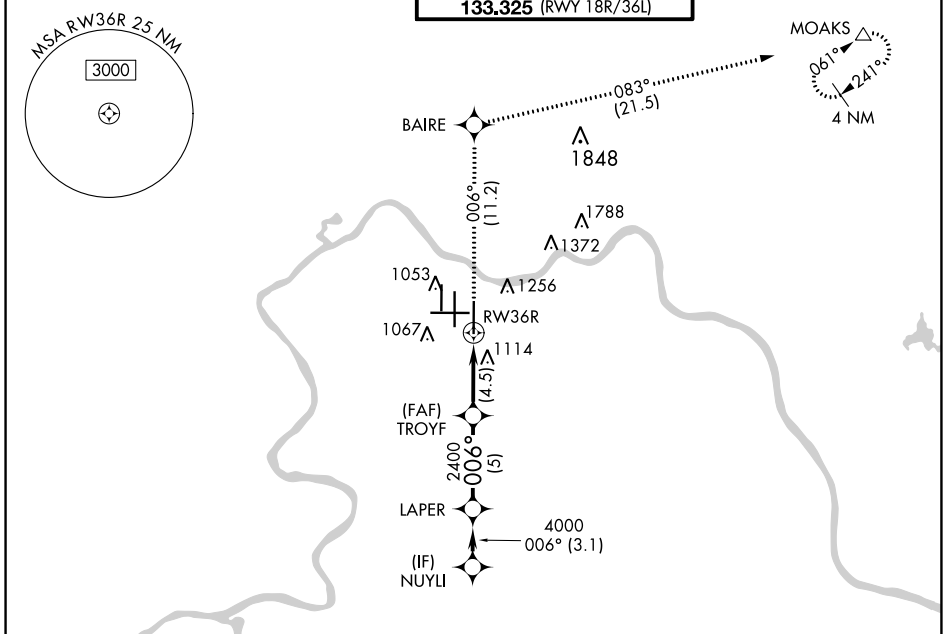 133.325 (RWY 18R/36L)
MSA RW36R 25 NM
3000
MOAKS
061°
241°
4 NM
083°
(21.5)
BAIRE
1848
006°
(11.2)
1788
1372
1053
1256
RW36R
1067
1114
(4.5)
(FAF)
TROYF
2400
006°
(5)
LAPER
4000
006° (3.1)
(IF)
NUYLI